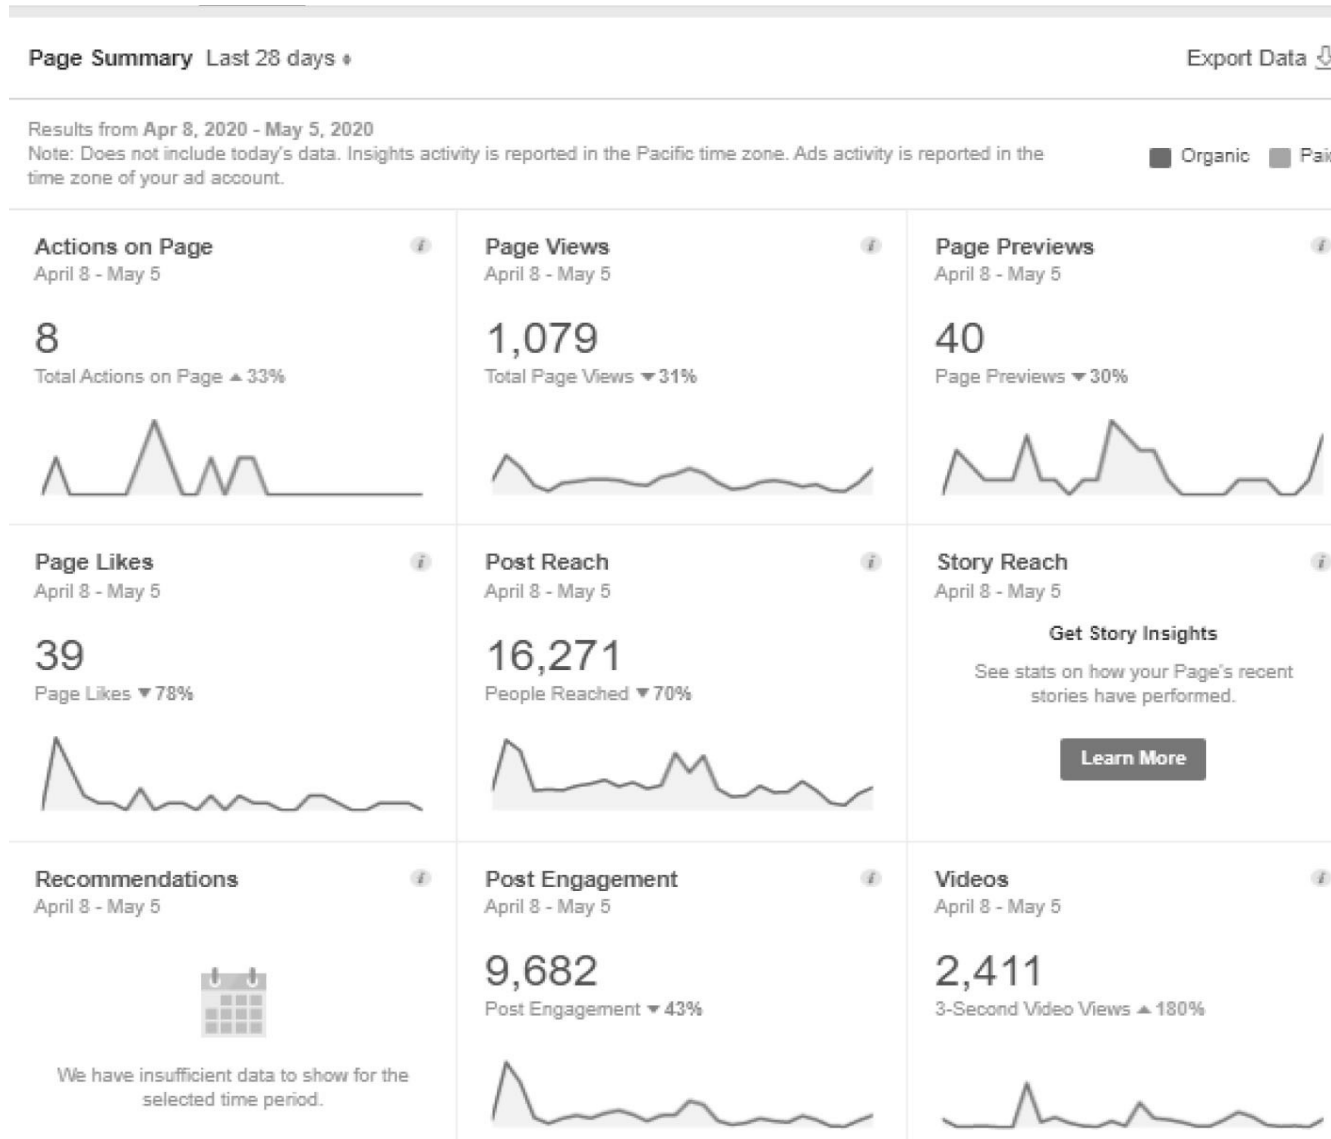 Page Summary Last 28 days
Export Data
Results from Apr 8, 2020 - May 5, 2020
Note: Does not include today's data. Insights activity is reported in the Pacific time zone. Ads activity is reported in the
time zone of your ad account.
Organic
Actions on Page
April 8 - May 5
8
Total Actions on Page ▲ 33%
Page Views
April 8 - May 5
1,079
Total Page Views ▼ 31%
Page Previews
April 8 - May 5
40
Page Previews ▼ 30%
Page Likes
April 8 - May 5
39
Page Likes ▼ 78%
Post Reach
April 8 - May 5
16,271
People Reached ▼ 70%
Story Reach
April 8 - May 5
Get Story Insights
See stats on how your Page's recent
stories have performed.
Learn More
Recommendations
April 8 - May 5
We have insufficient data to show for the
selected time period.
Post Engagement
April 8 - May 5
9,682
Post Engagement ▼ 43%
Videos
April 8 - May 5
2,411
3-Second Video Views ▲ 180%